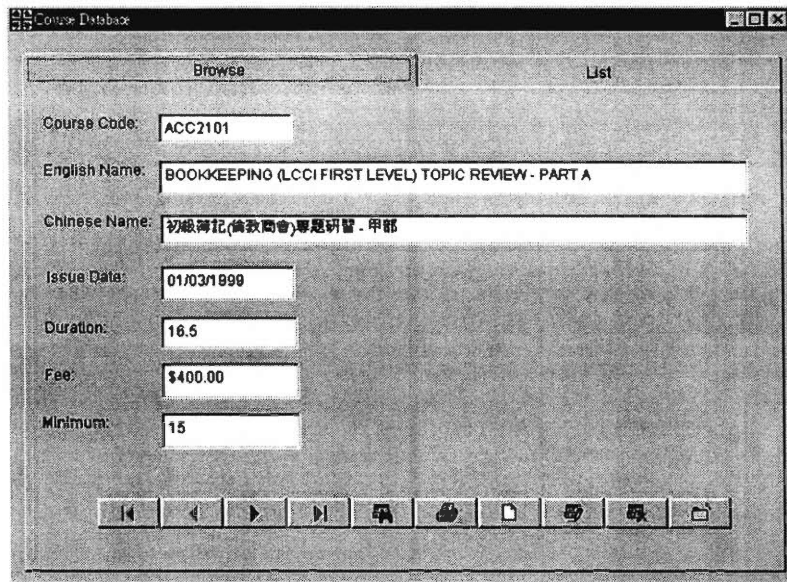 Course Database
Browse List
Course Code: ACC2101
English Name: BOOKKEEPING (LCCI FIRST LEVEL) TOPIC REVIEW - PART A
Chinese Name: 初級簿記(倫敦商會)專題研習 - 甲部
Issue Date: 01/03/1999
Duration: 16.5
Fee: $400.00
Minimum: 15